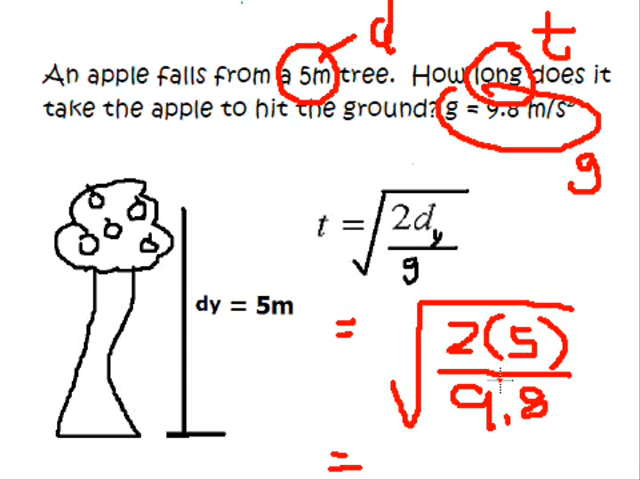 d
t
An apple falls from a 5m tree. How long does it
take the apple to hit the ground? g = 9.8 m/s²
g
t = √(2dy/g)
dy = 5m
= √(2(5)/9.8)
=